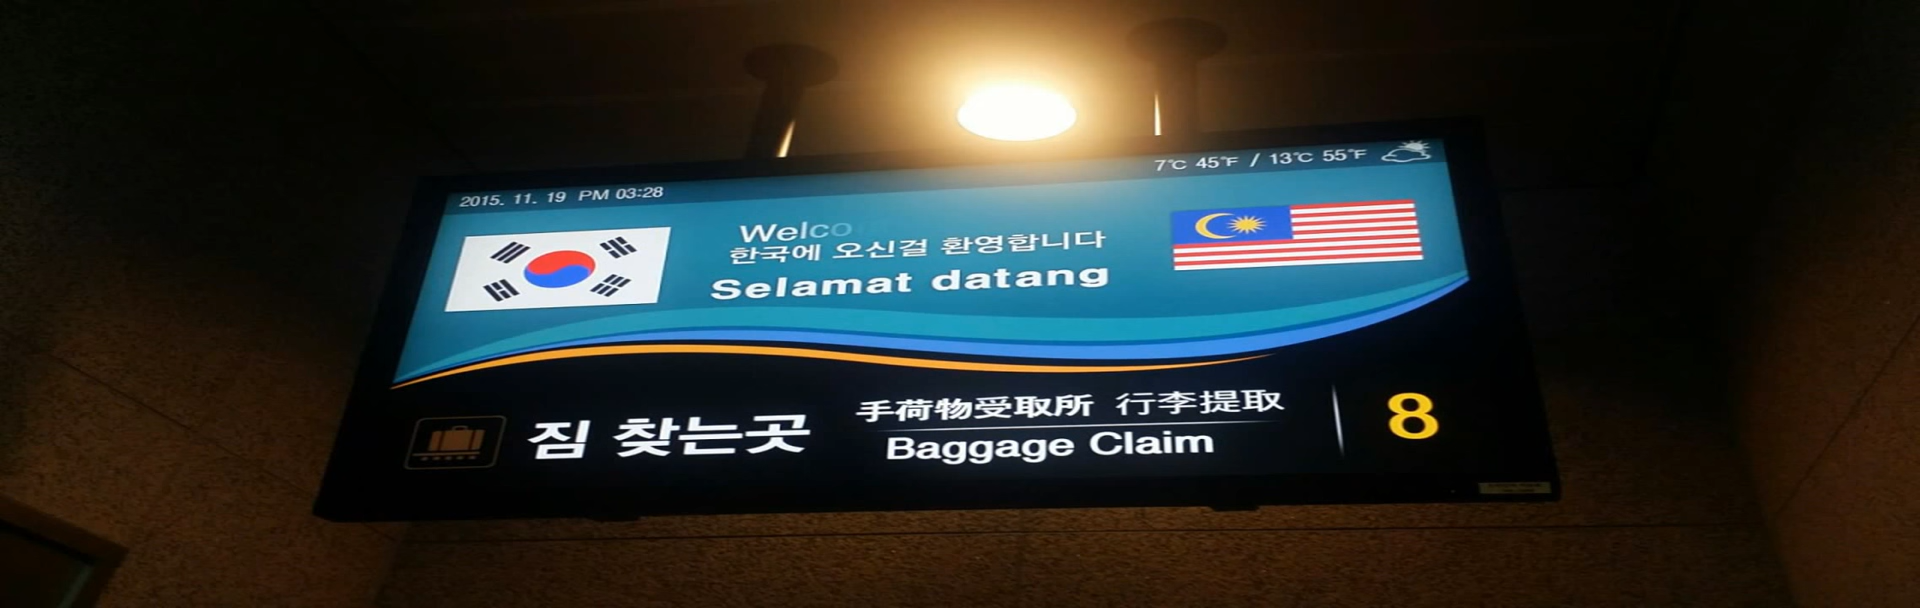 2015. 11. 19 PM 03:28
7℃ 45℉ / 13℃ 55℉
Welco
한국에 오신걸 환영합니다
Selamat datang
짐 찾는곳
手荷物受取所 行李提取
Baggage Claim
8